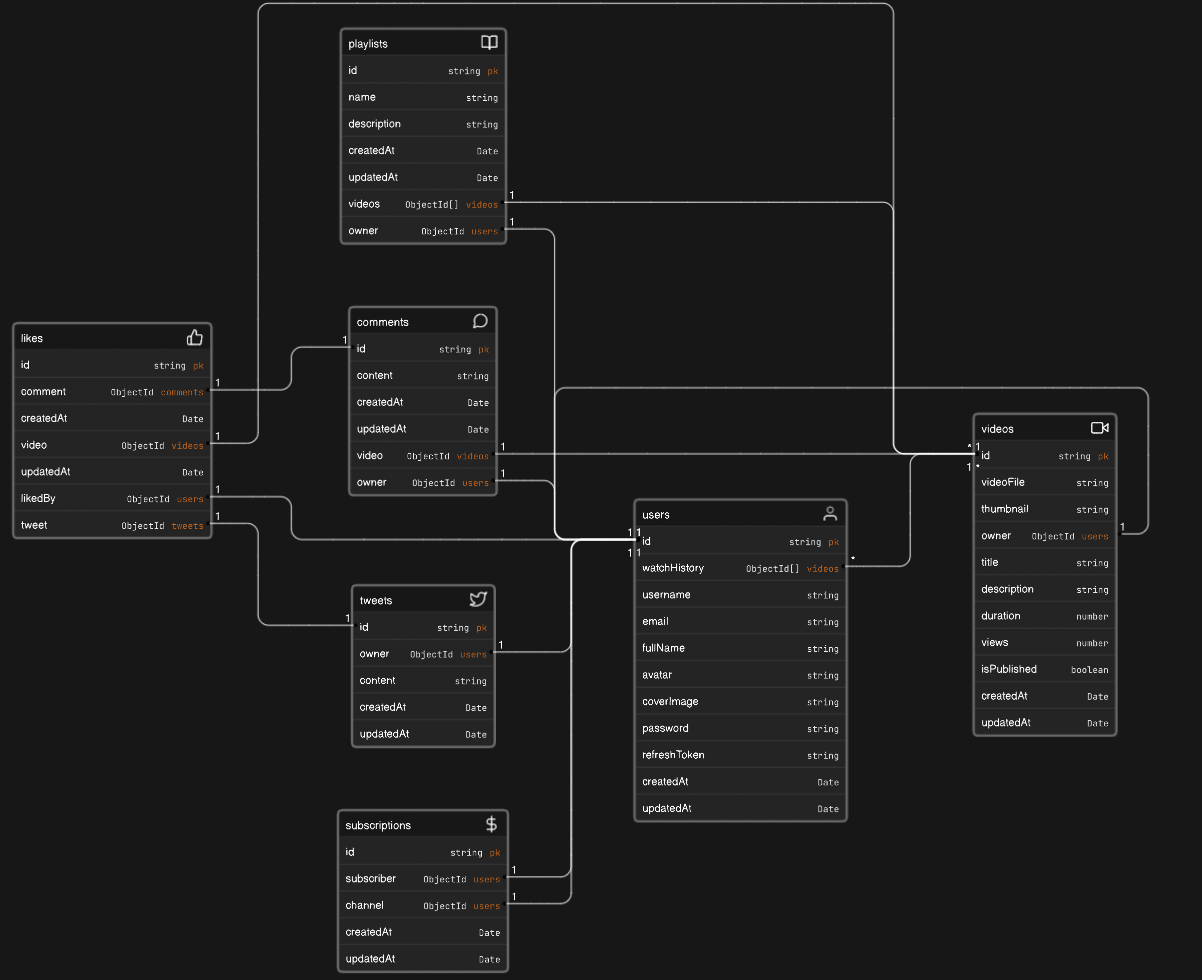 playlists
id string pk
name string
description string
createdAt Date
updatedAt Date
videos ObjectId[] videos 1
owner ObjectId users 1
likes
id string pk
comment ObjectId comments 1
createdAt Date
video ObjectId videos 1
updatedAt Date
likedBy ObjectId users 1
tweet ObjectId tweets 1
comments
1 id string pk
content string
createdAt Date
updatedAt Date
video ObjectId videos 1
owner ObjectId users 1
tweets
1 id string pk
owner ObjectId users 1
content string
createdAt Date
updatedAt Date
subscriptions
id string pk
subscriber ObjectId users 1
channel ObjectId users 1
createdAt Date
updatedAt Date
users
1 1
id string pk
1 1
watchHistory ObjectId[] videos *
username string
email string
fullName string
avatar string
coverImage string
password string
refreshToken string
createdAt Date
updatedAt Date
videos
* 1
id string pk
1 *
videoFile string
thumbnail string
owner ObjectId users 1
title string
description string
duration number
views number
isPublished boolean
createdAt Date
updatedAt Date